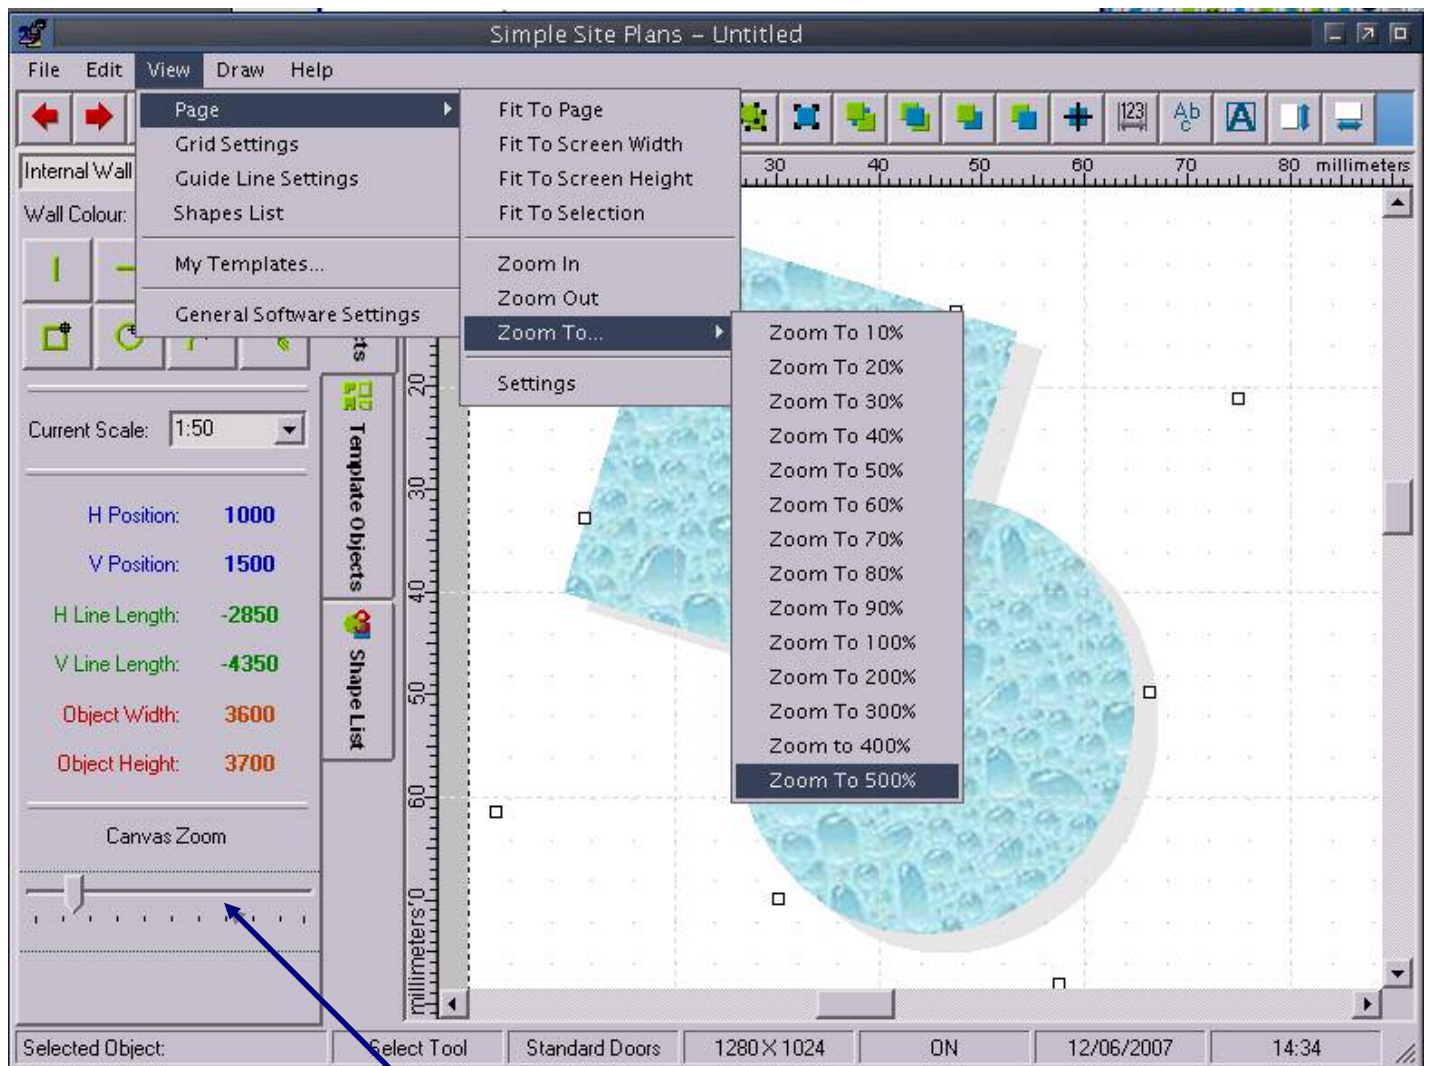 Simple Site Plans – Untitled
File Edit View Draw Help
Page
Grid Settings
Guide Line Settings
Shapes List
My Templates...
General Software Settings
Fit To Page
Fit To Screen Width
Fit To Screen Height
Fit To Selection
Zoom In
Zoom Out
Zoom To...
Settings
Zoom To 10%
Zoom To 20%
Zoom To 30%
Zoom To 40%
Zoom To 50%
Zoom To 60%
Zoom To 70%
Zoom To 80%
Zoom To 90%
Zoom To 100%
Zoom To 200%
Zoom To 300%
Zoom to 400%
Zoom To 500%
123
Ab
c
A
30 40 50 60 70 80 millimeters
Internal Wall
Wall Colour:
Current Scale: 1:50
H Position: 1000
V Position: 1500
H Line Length: -2850
V Line Length: -4350
Object Width: 3600
Object Height: 3700
Canvas Zoom
Template Objects
Shape List
20
30
40
50
60
millimeters
Selected Object: Select Tool Standard Doors 1280 X 1024 ON 12/06/2007 14:34